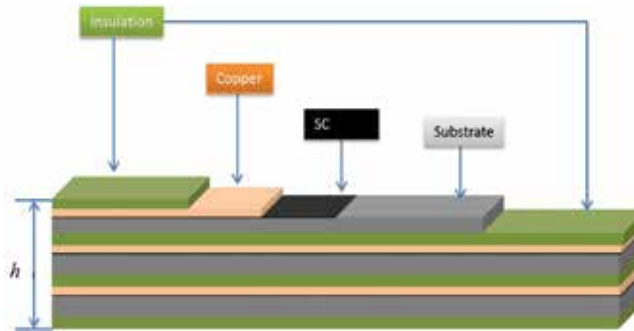 Insulation
Copper
SC
Substrate
h